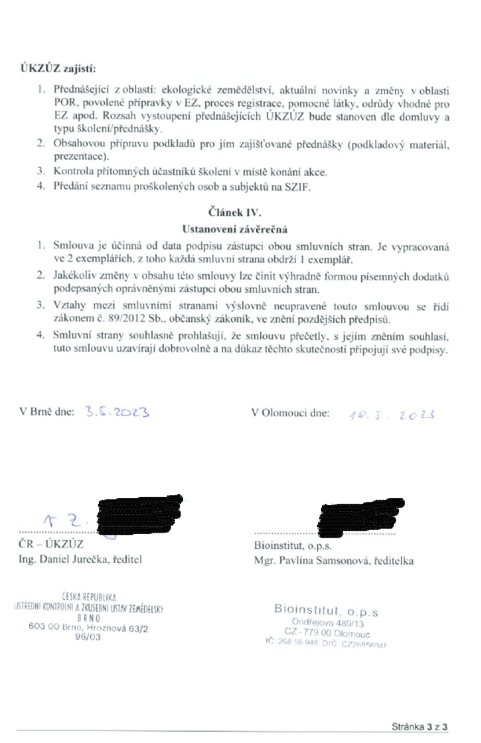 ÚKZÚZ zajistí:
1. Přednášející z oblastí: ekologické zemědělství, aktuální novinky a změny v oblasti
POR, povolené přípravky v EZ, proces registrace, pomocné látky, odrůdy vhodné pro
EZ apod. Rozsah vystoupení přednášejících ÚKZÚZ bude stanoven dle domluvy a
typu školení/přednášky.
2. Obsahovou přípravu podkladů pro jím zajišťované přednášky (podkladový materiál,
prezentace).
3. Kontrola přítomných účastníků školení v místě konání akce.
4. Předání seznamu proškolených osob a subjektů na SZIF.
Článek IV.
Ustanovení závěrečná
1. Smlouva je účinná od data podpisu zástupci obou smluvních stran. Je vypracovaná
ve 2 exemplářích, z toho každá smluvní strana obdrží 1 exemplář.
2. Jakékoliv změny v obsahu této smlouvy lze činit výhradně formou písemných dodatků
podepsaných oprávněnými zástupci obou smluvních stran.
3. Vztahy mezi smluvními stranami výslovně neupravené touto smlouvou se řídí
zákonem č. 89/2012 Sb., občanský zákoník, ve znění pozdějších předpisů.
4. Smluvní strany souhlasně prohlašují, že smlouvu přečetly, s jejím zněním souhlasí,
tuto smlouvu uzavírají dobrovolně a na důkaz těchto skutečností připojují své podpisy.
V Brně dne: 3.5.2023 V Olomouci dne: 2023
ČR – ÚKZÚZ Bioinstitut, o.p.s.
Ing. Daniel Jurečka, ředitel Mgr. Pavlína Samsonová, ředitelka
ČESKÁ REPUBLIKA
ÚSTŘEDNÍ KONTROLNÍ A ZKUŠEBNÍ ÚSTAV ZEMĚDĚLSKÝ
BRNO
603 00 Brno, Hroznová 63/2
96/03
Bioinstitut, o.p.s
Ondřejova 489/13
CZ - 779 00 Olomouc
IČ: 268 56 948 DIČ:
Stránka 3 z 3